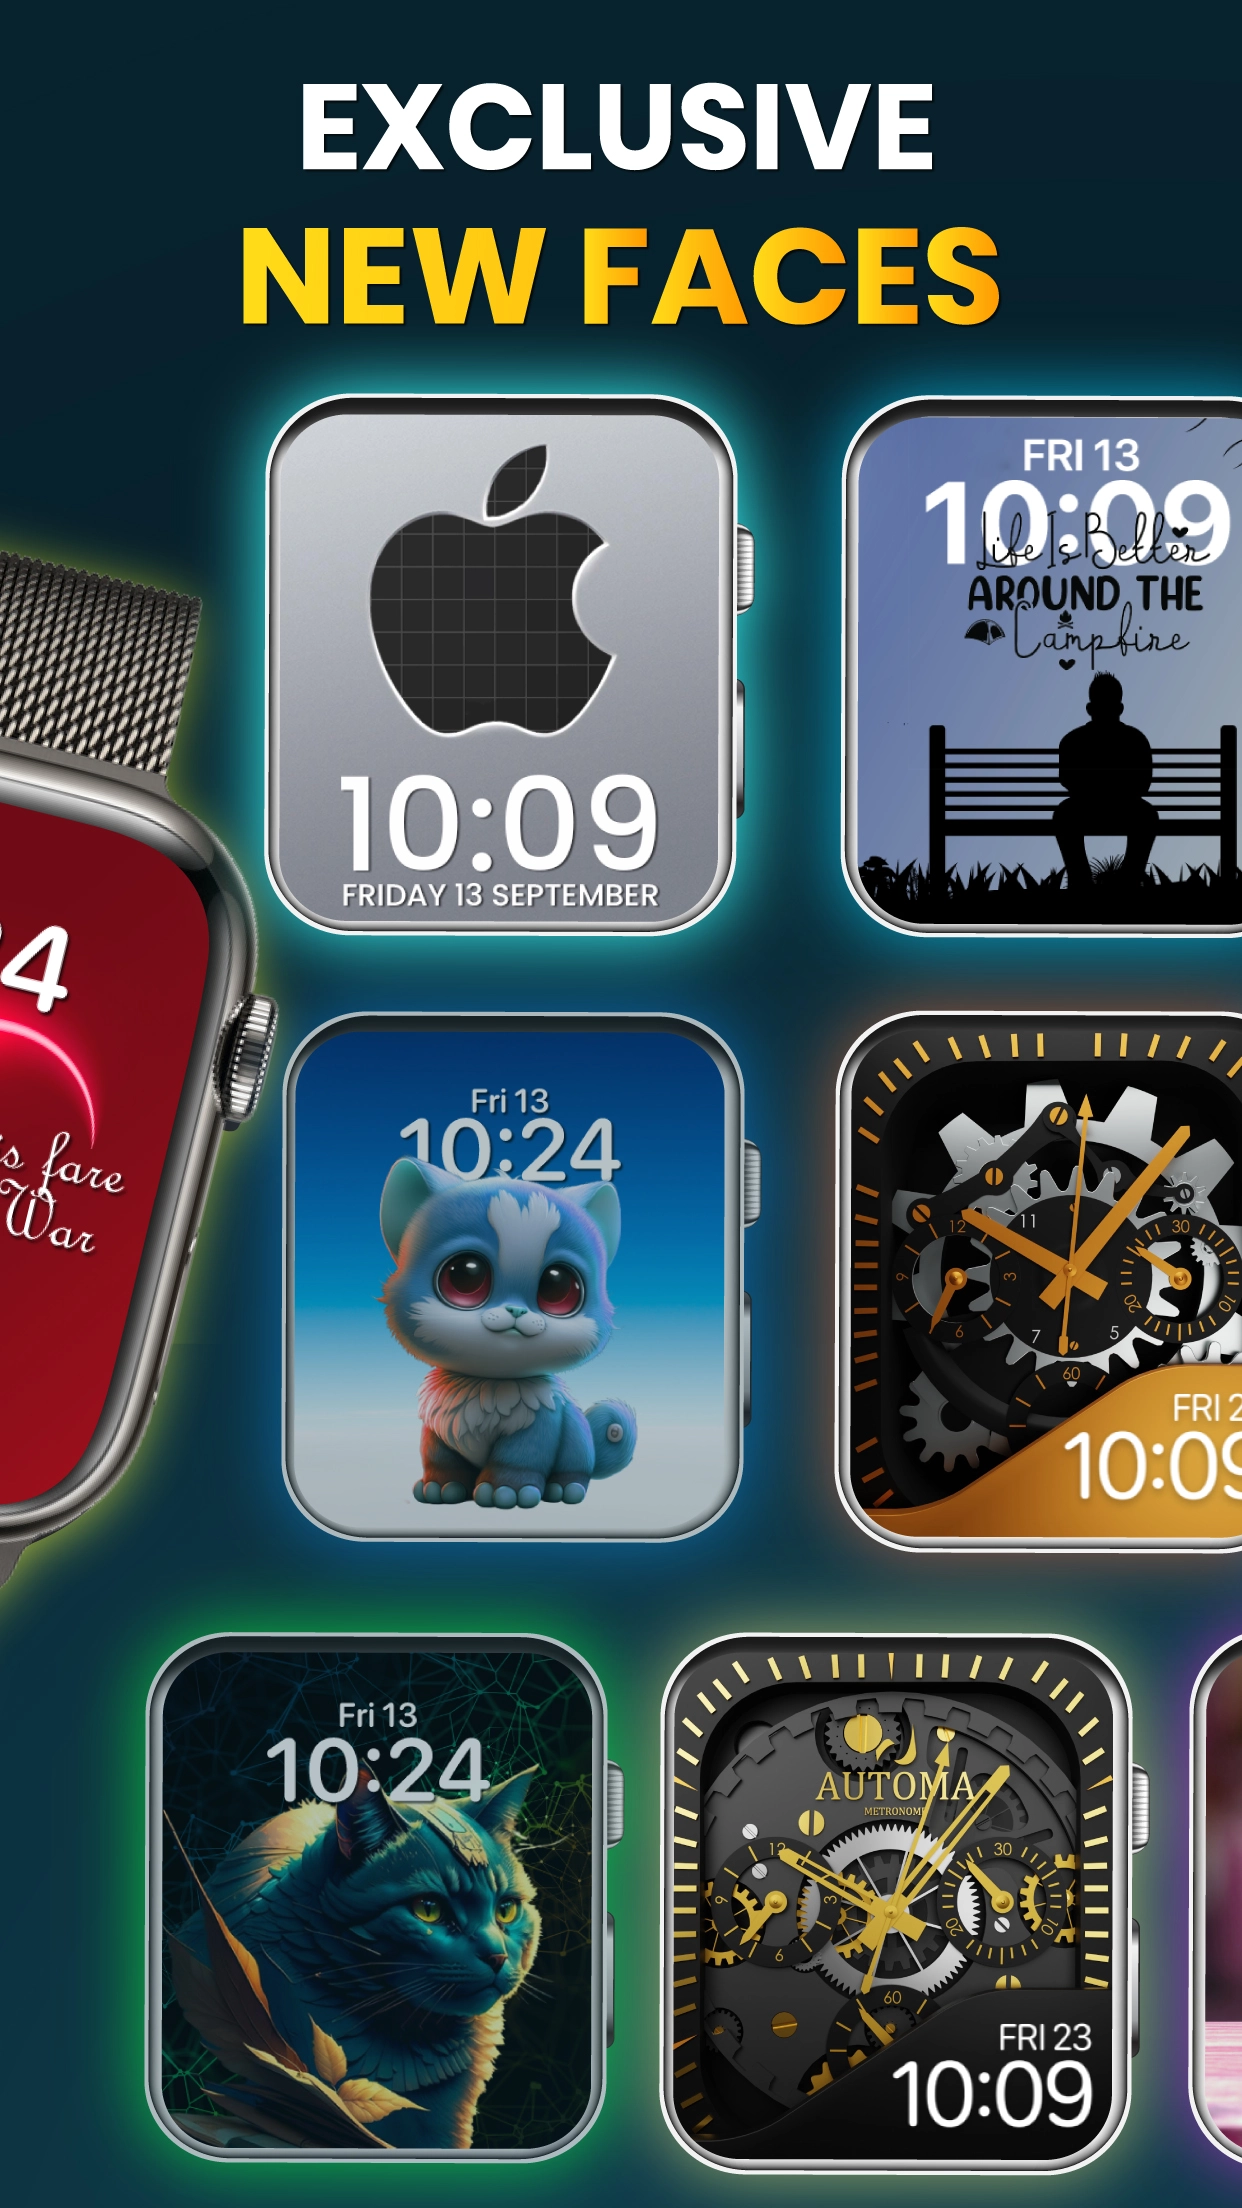 EXCLUSIVE
NEW FACES
10:09
FRIDAY 13 SEPTEMBER
FRI 13
10:09
Life Is Better
AROUND THE
Campfire
4
fare
War
Fri 13
10:24
12
11
9
3
6
7
5
30
20
10
60
FRI 2
10:09
Fri 13
10:24
AUTOMA
METRONOME
12
9
3
6
30
20
10
60
FRI 23
10:09